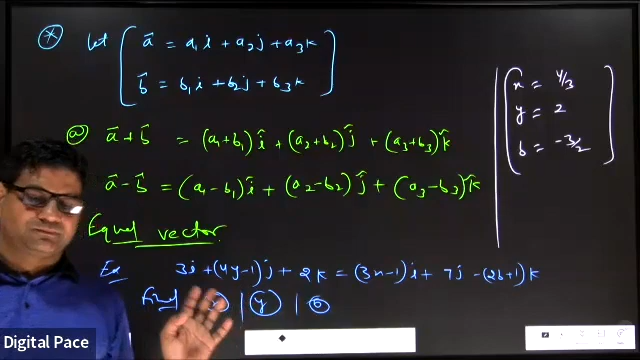 * Let a⃗ = a₁i + a₂j + a₃k
b⃗ = b₁i + b₂j + b₃k
a) a⃗ + b⃗ = (a₁+b₁)î + (a₂+b₂)ĵ + (a₃+b₃)k̂
a⃗ - b⃗ = (a₁-b₁)î + (a₂-b₂)ĵ + (a₃-b₃)k̂
Equal vector
Ex 3i + (4y-1)j + 2k = (3x-1)i + 7j - (2b+1)k
Find | y | b
x = 4/3
y = 2
b = -3/2
Digital Pace